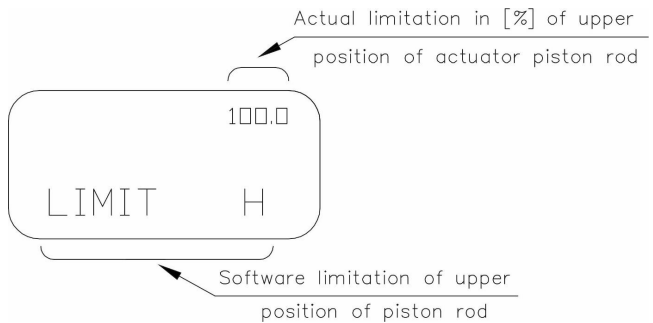 Actual limitation in [%] of upper
position of actuator piston rod
100.0
LIMIT H
Software limitation of upper
position of piston rod